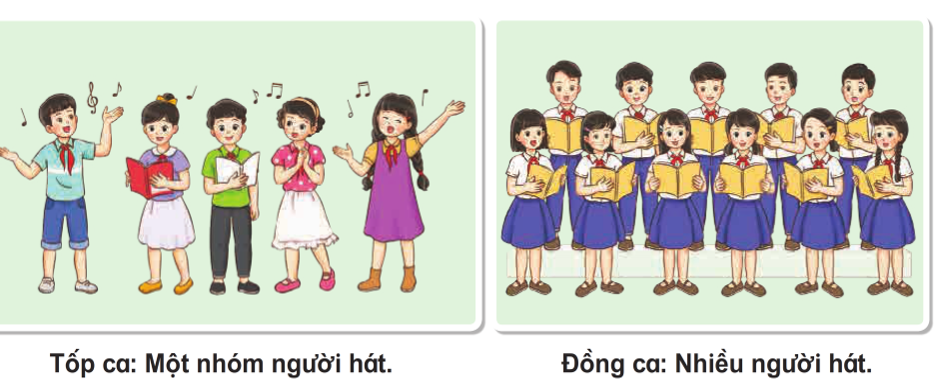 Tốp ca: Một nhóm người hát.
Đồng ca: Nhiều người hát.